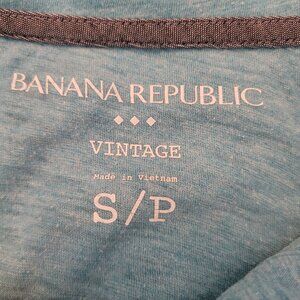 BANANA REPUBLIC
VINTAGE
Made in Vietnam
S/P